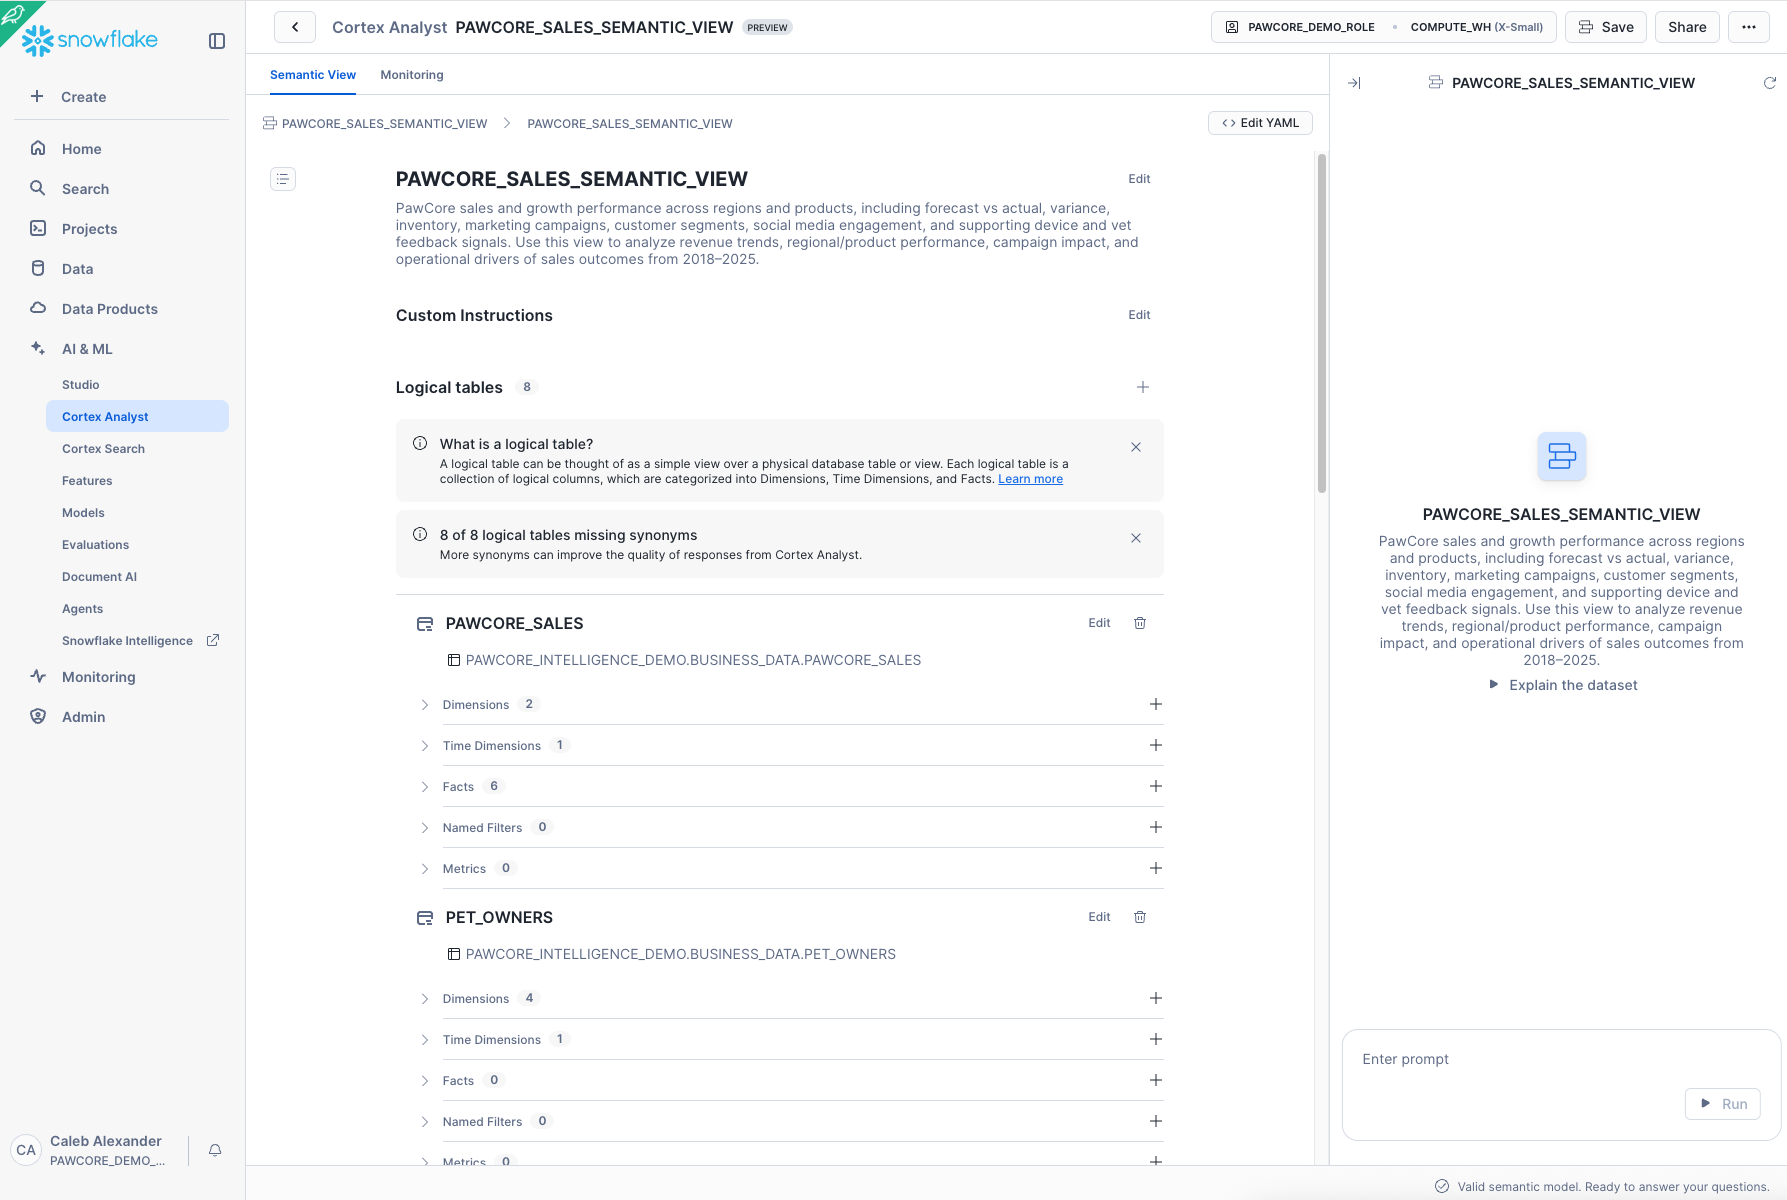 snowflake
Create
Home
Search
Projects
Data
Data Products
AI & ML
Studio
Cortex Analyst
Cortex Search
Features
Models
Evaluations
Document AI
Agents
Snowflake Intelligence
Monitoring
Admin
CA
Caleb Alexander
PAWCORE_DEMO_...
Cortex Analyst PAWCORE_SALES_SEMANTIC_VIEW PREVIEW
PAWCORE_DEMO_ROLE • COMPUTE_WH (X-Small)
Save
Share
Semantic View Monitoring
PAWCORE_SALES_SEMANTIC_VIEW > PAWCORE_SALES_SEMANTIC_VIEW
<> Edit YAML
PAWCORE_SALES_SEMANTIC_VIEW Edit
PawCore sales and growth performance across regions and products, including forecast vs actual, variance,
inventory, marketing campaigns, customer segments, social media engagement, and supporting device and vet
feedback signals. Use this view to analyze revenue trends, regional/product performance, campaign impact, and
operational drivers of sales outcomes from 2018–2025.
Custom Instructions Edit
Logical tables 8
What is a logical table?
A logical table can be thought of as a simple view over a physical database table or view. Each logical table is a
collection of logical columns, which are categorized into Dimensions, Time Dimensions, and Facts. Learn more
8 of 8 logical tables missing synonyms
More synonyms can improve the quality of responses from Cortex Analyst.
PAWCORE_SALES Edit
PAWCORE_INTELLIGENCE_DEMO.BUSINESS_DATA.PAWCORE_SALES
Dimensions 2
Time Dimensions 1
Facts 6
Named Filters 0
Metrics 0
PET_OWNERS Edit
PAWCORE_INTELLIGENCE_DEMO.BUSINESS_DATA.PET_OWNERS
Dimensions 4
Time Dimensions 1
Facts 0
Named Filters 0
Metrics 0
PAWCORE_SALES_SEMANTIC_VIEW
PAWCORE_SALES_SEMANTIC_VIEW
PawCore sales and growth performance across regions
and products, including forecast vs actual, variance,
inventory, marketing campaigns, customer segments,
social media engagement, and supporting device and
vet feedback signals. Use this view to analyze revenue
trends, regional/product performance, campaign
impact, and operational drivers of sales outcomes from
2018–2025.
Explain the dataset
Enter prompt
Run
Valid semantic model. Ready to answer your questions.